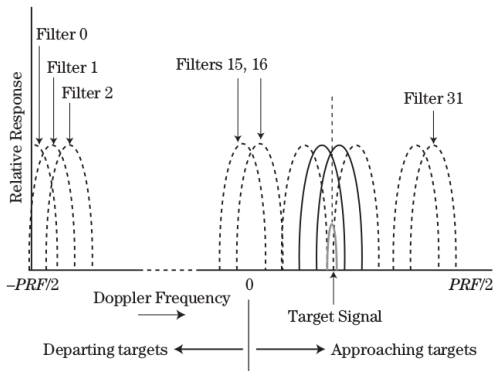 Filter 0
Filter 1
Filter 2
Filters 15, 16
Filter 31
Relative Response
–PRF/2
0
PRF/2
Doppler Frequency
Target Signal
Departing targets
Approaching targets